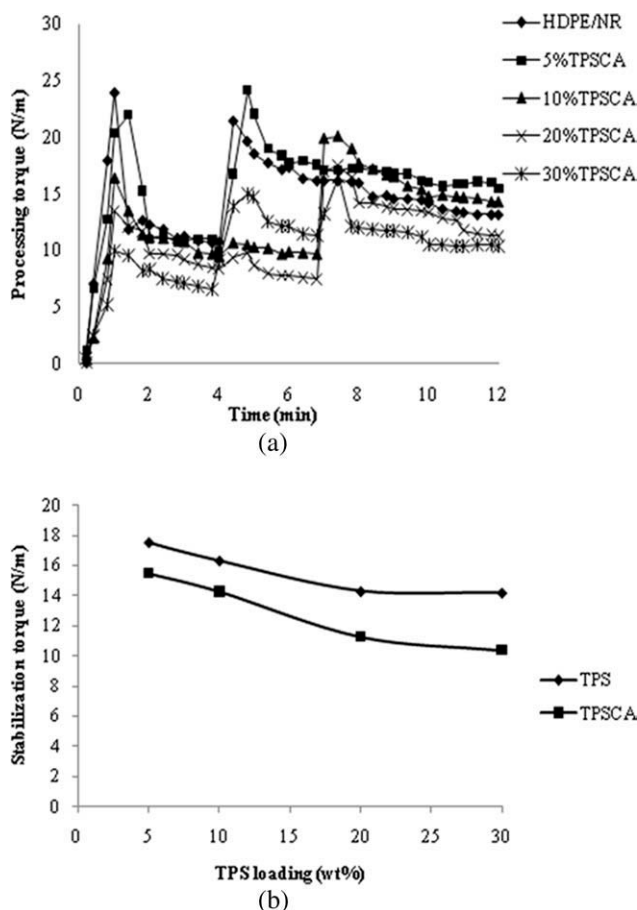 30
25
20
15
10
5
0
Processing torque (N/m)
0 2 4 6 8 10 12
Time (min)
HDPE/NR
5%TPSCA
10%TPSCA
20%TPSCA
30%TPSCA
(a)
20
18
16
14
12
10
8
6
4
2
0
Stabilization torque (N/m)
0 5 10 15 20 25 30
TPS loading (wt%)
TPS
TPSCA
(b)